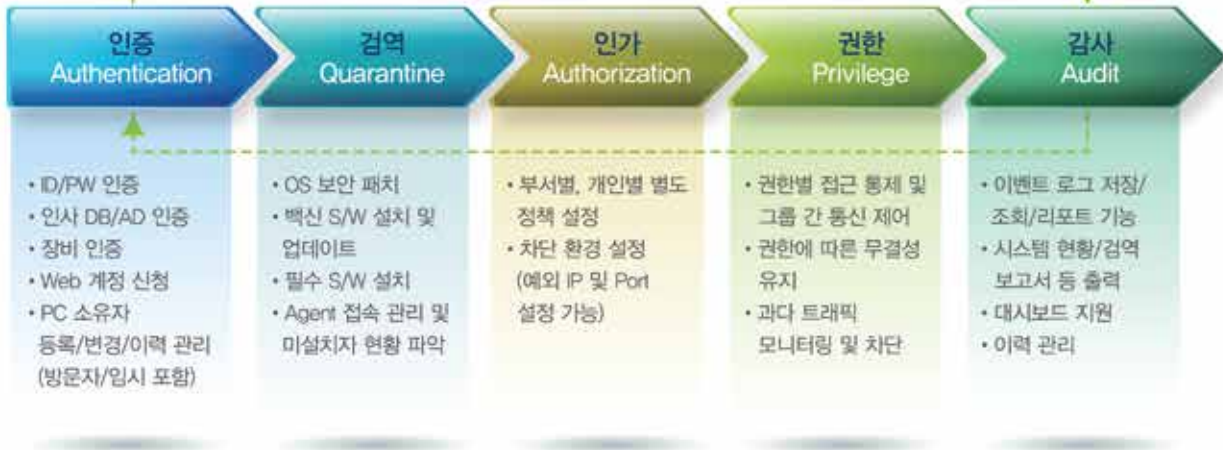 인증
Authentication
• ID/PW 인증
• 인사 DB/AD 인증
• 장비 인증
• Web 계정 신청
• PC 소유자
등록/변경/이력 관리
(방문자/임시 포함)
검역
Quarantine
• OS 보안 패치
• 백신 S/W 설치 및
업데이트
• 필수 S/W 설치
• Agent 접속 관리 및
미설치자 현황 파악
인가
Authorization
• 부서별, 개인별 별도
정책 설정
• 차단 환경 설정
(예외 IP 및 Port
설정 가능)
권한
Privilege
• 권한별 접근 통제 및
그룹 간 통신 제어
• 권한에 따른 무결성
유지
• 과다 트래픽
모니터링 및 차단
감사
Audit
• 이벤트 로그 저장/
조회/리포트 기능
• 시스템 현황/검역
보고서 등 출력
• 대시보드 지원
• 이력 관리